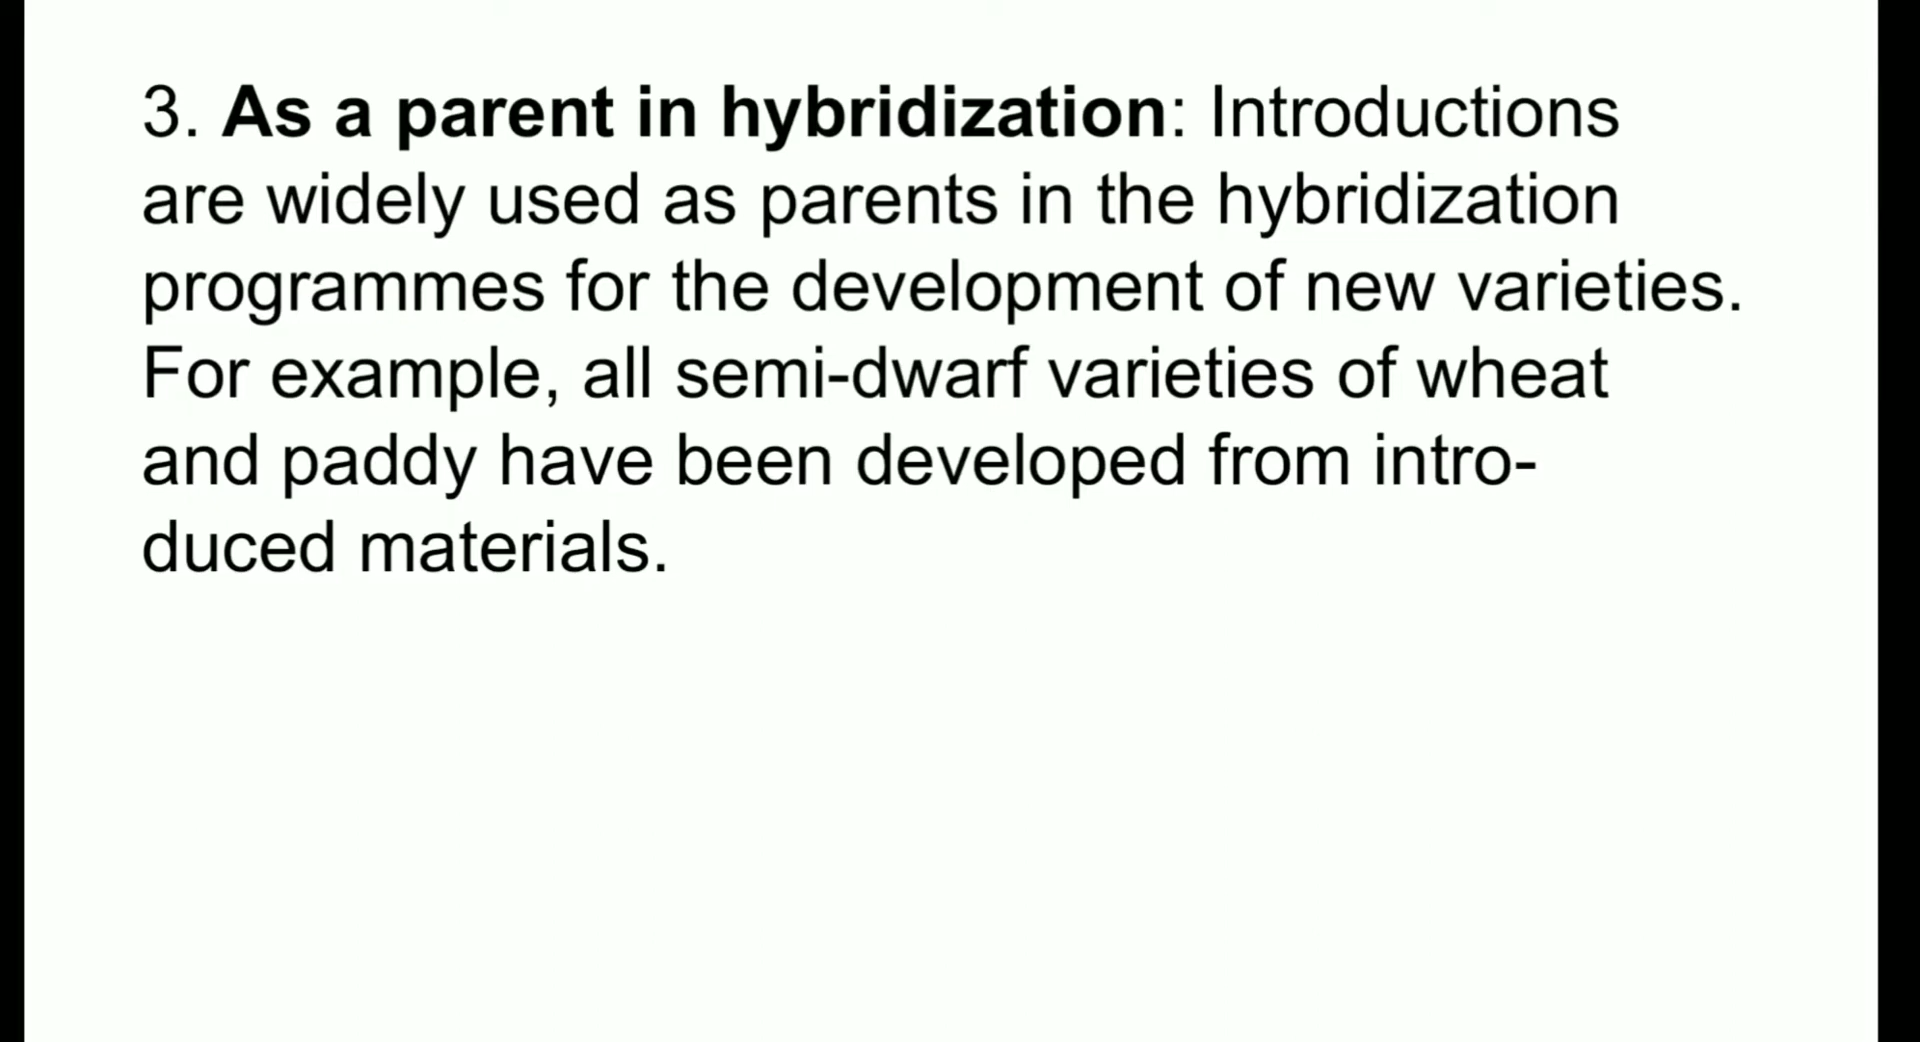 3. As a parent in hybridization: Introductions
are widely used as parents in the hybridization
programmes for the development of new varieties.
For example, all semi-dwarf varieties of wheat
and paddy have been developed from intro-
duced materials.